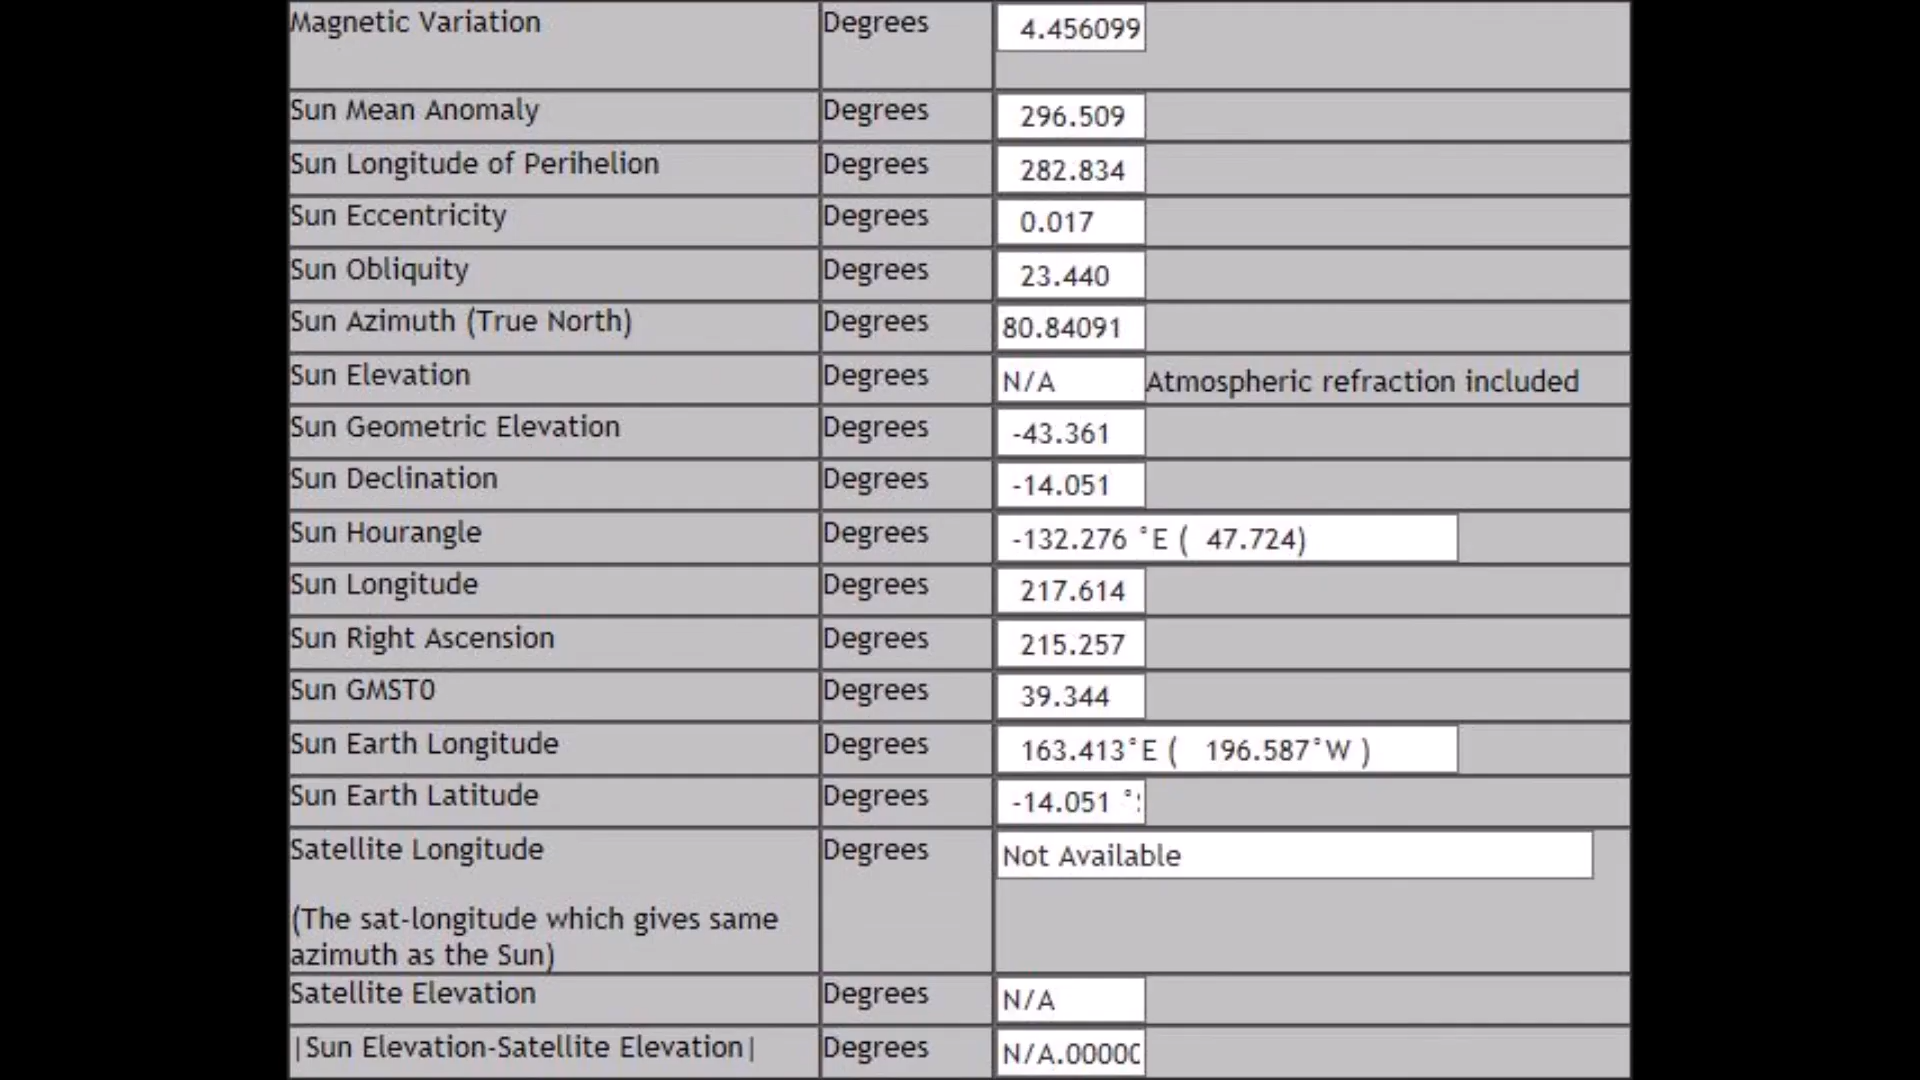 Magnetic Variation Degrees 4.456099
Sun Mean Anomaly Degrees 296.509
Sun Longitude of Perihelion Degrees 282.834
Sun Eccentricity Degrees 0.017
Sun Obliquity Degrees 23.440
Sun Azimuth (True North) Degrees 80.84091
Sun Elevation Degrees N/A Atmospheric refraction included
Sun Geometric Elevation Degrees -43.361
Sun Declination Degrees -14.051
Sun Hourangle Degrees -132.276 °E ( 47.724)
Sun Longitude Degrees 217.614
Sun Right Ascension Degrees 215.257
Sun GMST0 Degrees 39.344
Sun Earth Longitude Degrees 163.413°E ( 196.587°W )
Sun Earth Latitude Degrees -14.051 °
Satellite Longitude Degrees Not Available
(The sat-longitude which gives same
azimuth as the Sun)
Satellite Elevation Degrees N/A
|Sun Elevation-Satellite Elevation| Degrees N/A.0000